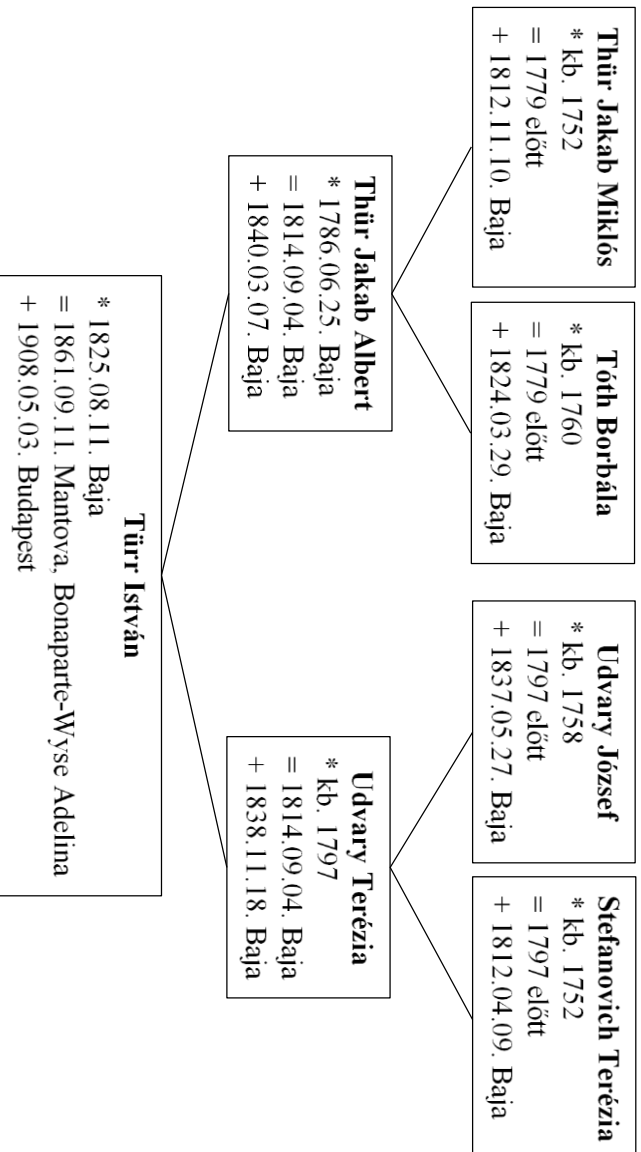 Thür Jakab Miklós
* kb. 1752
= 1779 előtt
+ 1812.11.10. Baja
Tóth Borbála
* kb. 1760
= 1779 előtt
+ 1824.03.29. Baja
Udvary József
* kb. 1758
= 1797 előtt
+ 1837.05.27. Baja
Stefanovich Terézia
* kb. 1752
= 1797 előtt
+ 1812.04.09. Baja
Thür Jakab Albert
* 1786.06.25. Baja
= 1814.09.04. Baja
+ 1840.03.07. Baja
Udvary Terézia
* kb. 1797
= 1814.09.04. Baja
+ 1838.11.18. Baja
Türr István
* 1825.08.11. Baja
= 1861.09.11. Mantova, Bonaparte-Wyse Adelina
+ 1908.05.03. Budapest